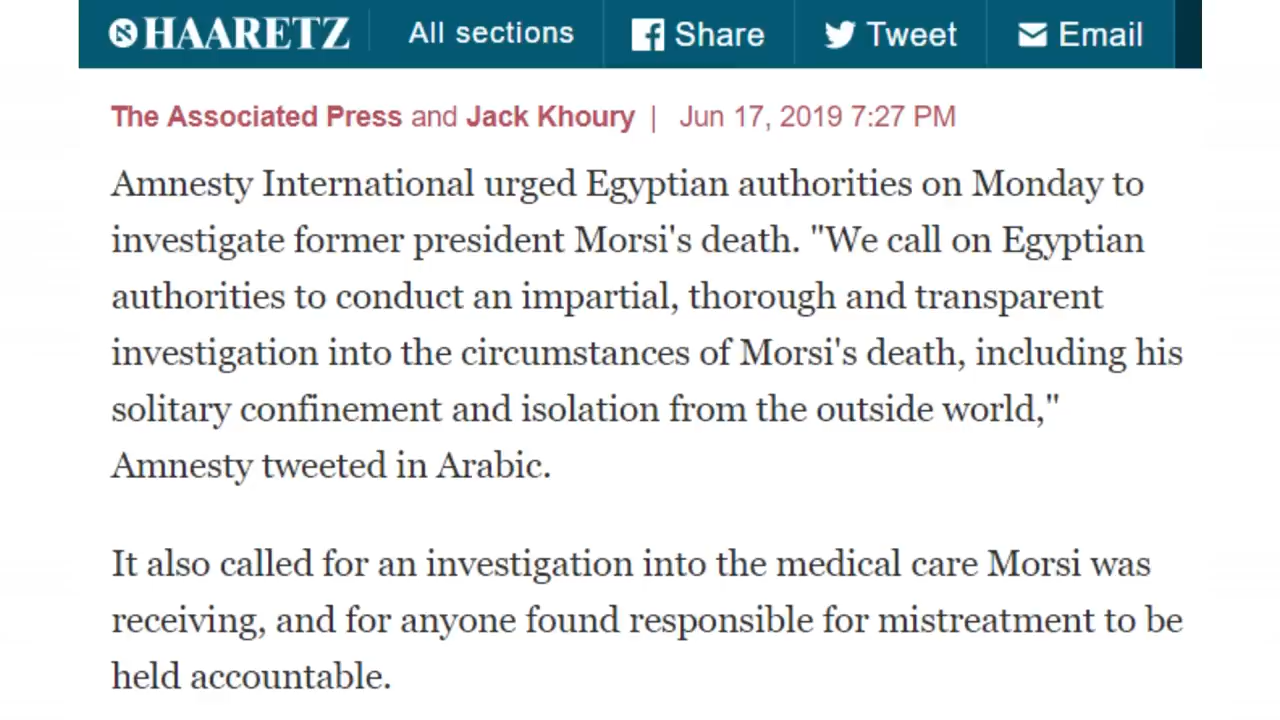 HAARETZ All sections Share Tweet Email
The Associated Press and Jack Khoury | Jun 17, 2019 7:27 PM
Amnesty International urged Egyptian authorities on Monday to
investigate former president Morsi's death. "We call on Egyptian
authorities to conduct an impartial, thorough and transparent
investigation into the circumstances of Morsi's death, including his
solitary confinement and isolation from the outside world,"
Amnesty tweeted in Arabic.
It also called for an investigation into the medical care Morsi was
receiving, and for anyone found responsible for mistreatment to be
held accountable.